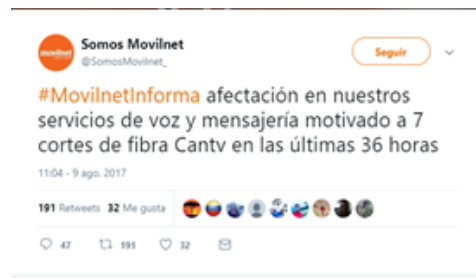 movilnet
Somos Movilnet
@SomosMovilnet_
Seguir
#MovilnetInforma afectación en nuestros
servicios de voz y mensajería motivado a 7
cortes de fibra Cantv en las últimas 36 horas
11:04 - 9 ago. 2017
191 Retweets 32 Me gusta
47 191 32